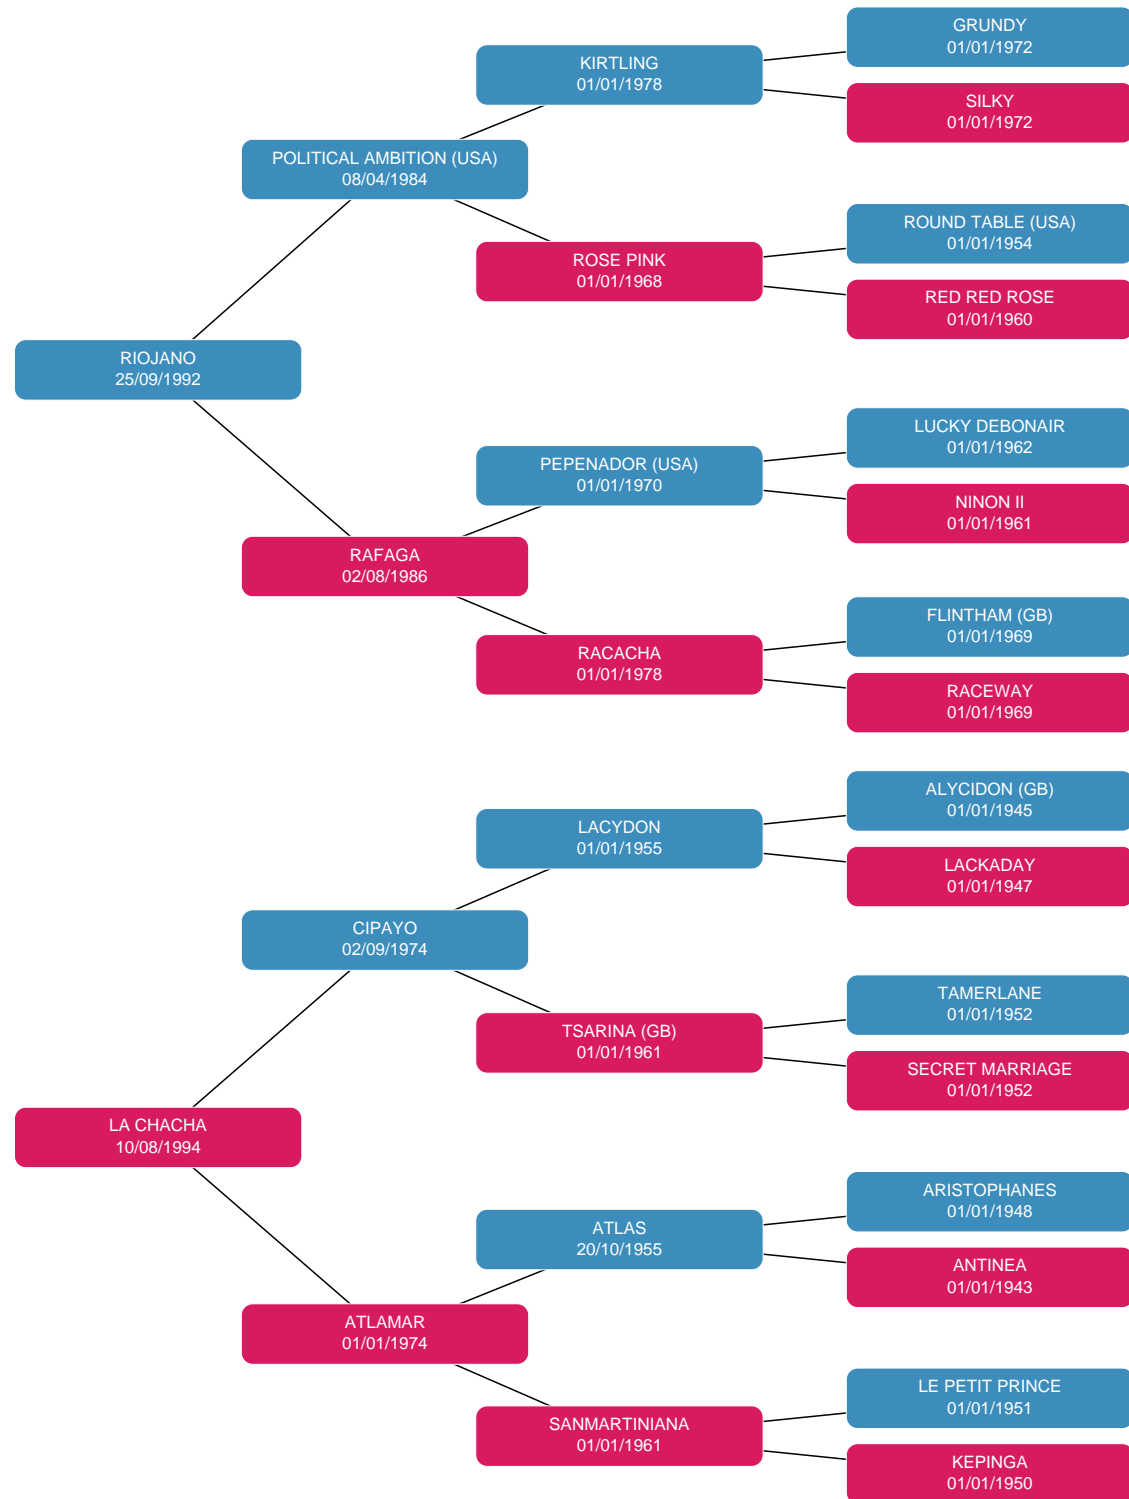 GRUNDY
01/01/1972
KIRTLING
01/01/1978
SILKY
01/01/1972
POLITICAL AMBITION (USA)
08/04/1984
ROUND TABLE (USA)
01/01/1954
ROSE PINK
01/01/1968
RED RED ROSE
01/01/1960
RIOJANO
25/09/1992
LUCKY DEBONAIR
01/01/1962
PEPENADOR (USA)
01/01/1970
NINON II
01/01/1961
RAFAGA
02/08/1986
FLINTHAM (GB)
01/01/1969
RACACHA
01/01/1978
RACEWAY
01/01/1969
ALYCIDON (GB)
01/01/1945
LACYDON
01/01/1955
LACKADAY
01/01/1947
CIPAYO
02/09/1974
TAMERLANE
01/01/1952
TSARINA (GB)
01/01/1961
SECRET MARRIAGE
01/01/1952
LA CHACHA
10/08/1994
ARISTOPHANES
01/01/1948
ATLAS
20/10/1955
ANTINEA
01/01/1943
ATLAMAR
01/01/1974
LE PETIT PRINCE
01/01/1951
SANMARTINIANA
01/01/1961
KEPINGA
01/01/1950